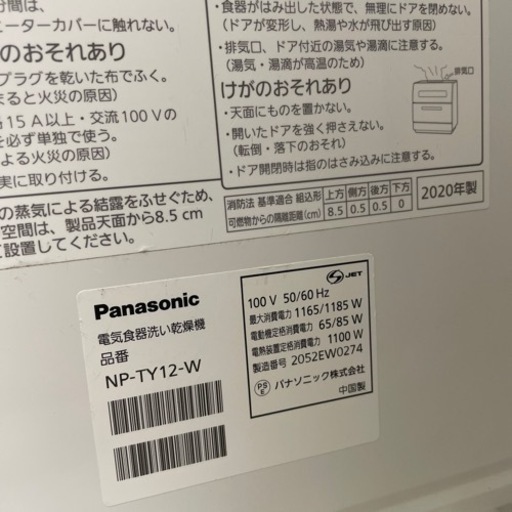 分間は、
ーターカバーに触れない。
けがのおそれあり
プラグを乾いた布でふく。
まると火災の原因)
15 A以上・交流100 Vの
を必ず単独で使う。
による火災の原因)
実に取り付ける。
の蒸気による結露をふせぐため、
空間は、製品天面から8.5 cm
に設置してください。
・食器がはみ出した状態で、無理にドアを閉めない。
(ドアが変形し、熱湯や水が飛び出す原因)
・排気口、ドア付近の湯気や湯滴に注意する。
(湯気・湯滴が高温のため)
けがのおそれあり
・天面にものを置かない。
・開いたドアを強く押さえない。
(転倒・落下のおそれ)
・ドア開閉時は指のはさみ込みに注意する。
排気口
消防法 基準適合 組込形 上方 側方 後方 下方
可燃物からの隔離距離(cm) 8.5 0.5 0.5 0
2020年製
Panasonic
電気食器洗い乾燥機
品番
NP-TY12-W
JET
100 V 50/60 Hz
最大消費電力 1165/1185 W
電動機定格消費電力 65/85 W
電熱装置定格消費電力 1100 W
製造番号 2052EW0274
PS
E
パナソニック株式会社
中国製